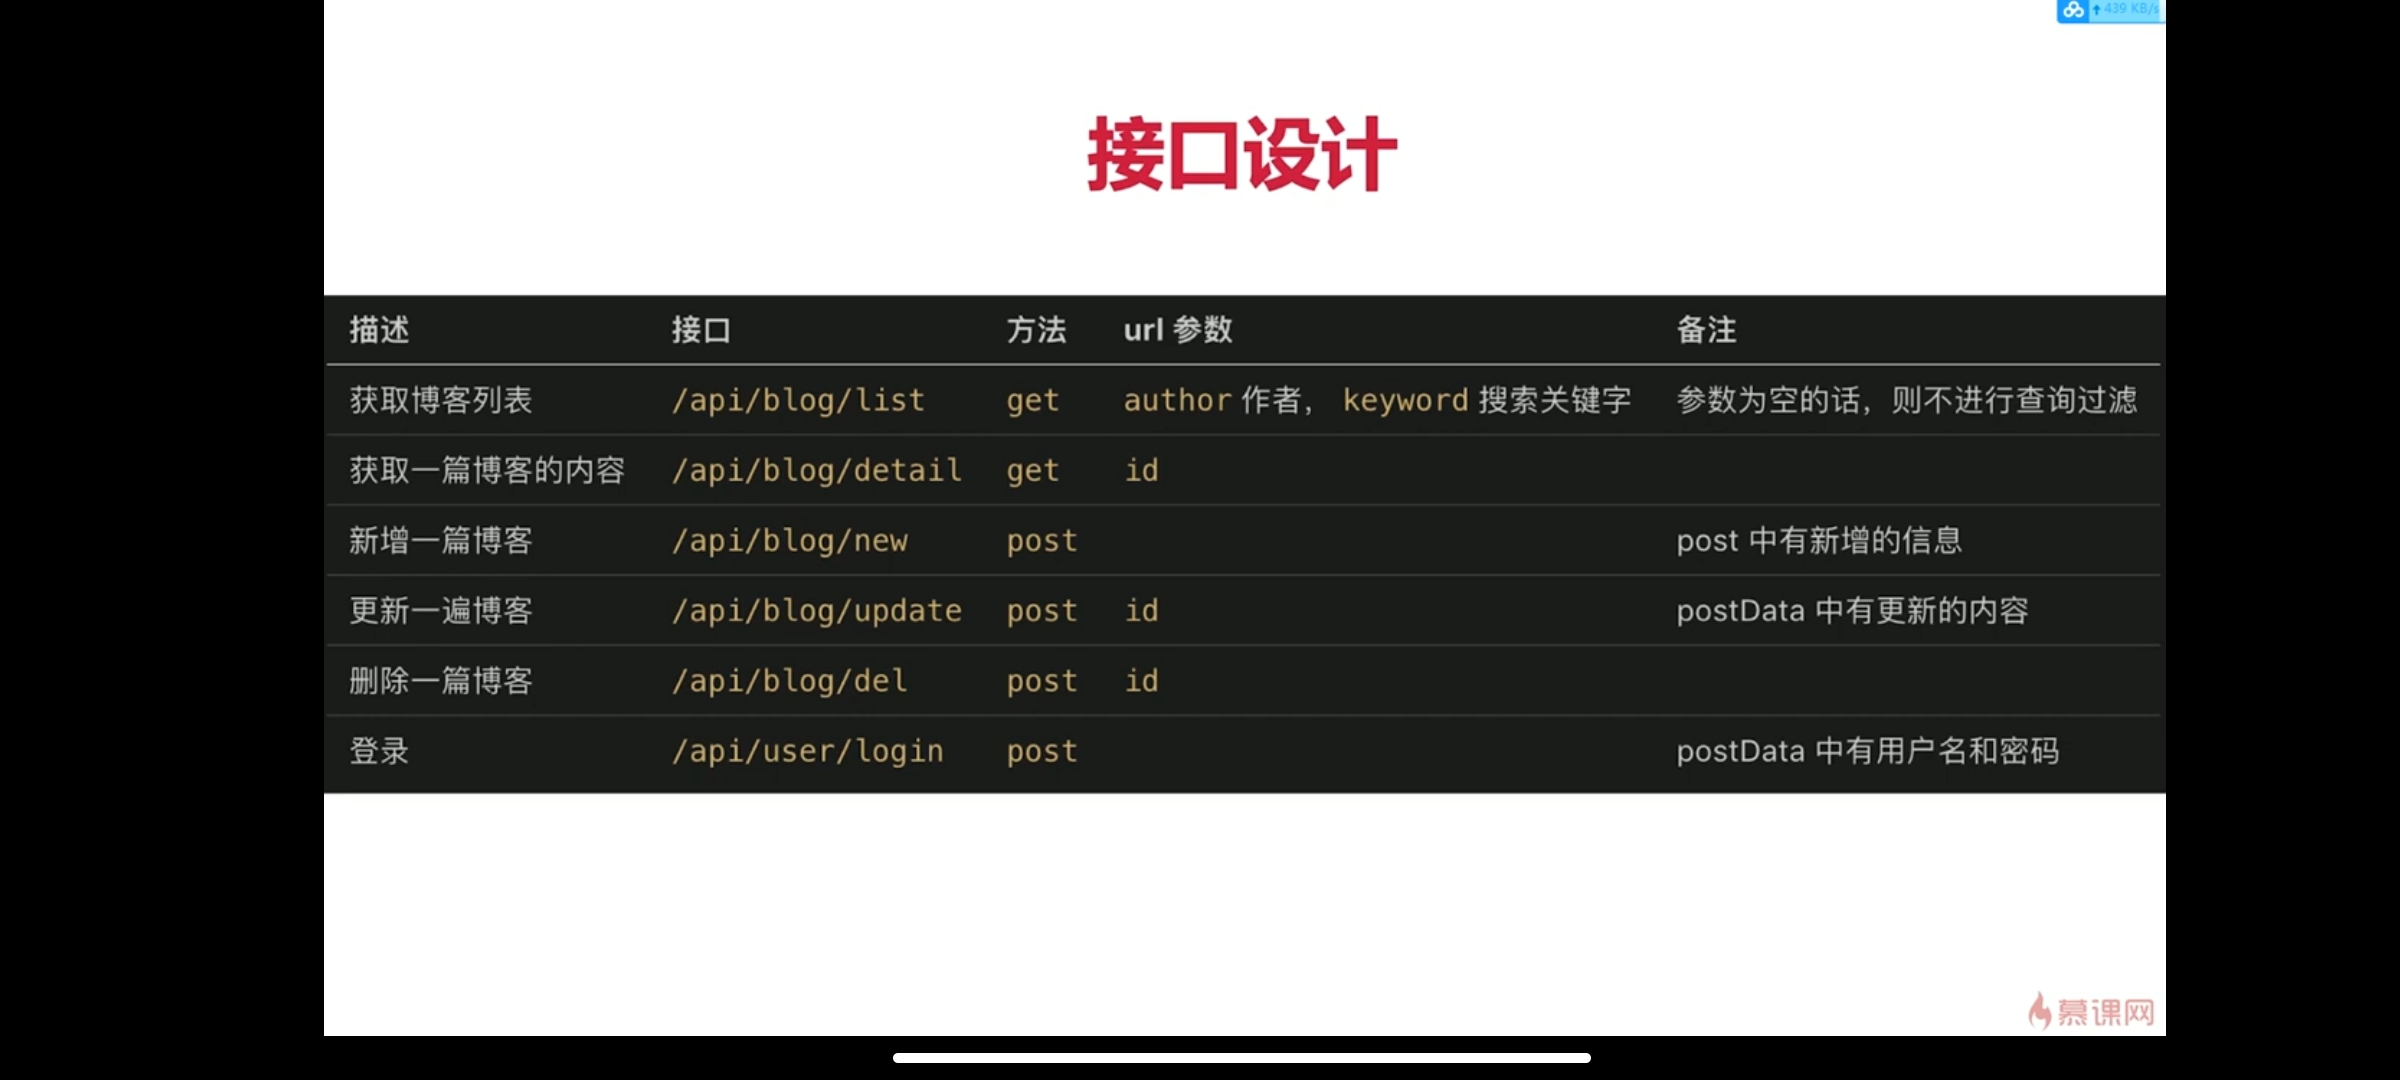 439 KB/s
接口设计
描述 接口 方法 url 参数 备注
获取博客列表 /api/blog/list get author 作者， keyword 搜索关键字 参数为空的话，则不进行查询过滤
获取一篇博客的内容 /api/blog/detail get id
新增一篇博客 /api/blog/new post post 中有新增的信息
更新一遍博客 /api/blog/update post id postData 中有更新的内容
删除一篇博客 /api/blog/del post id
登录 /api/user/login post postData 中有用户名和密码
慕课网